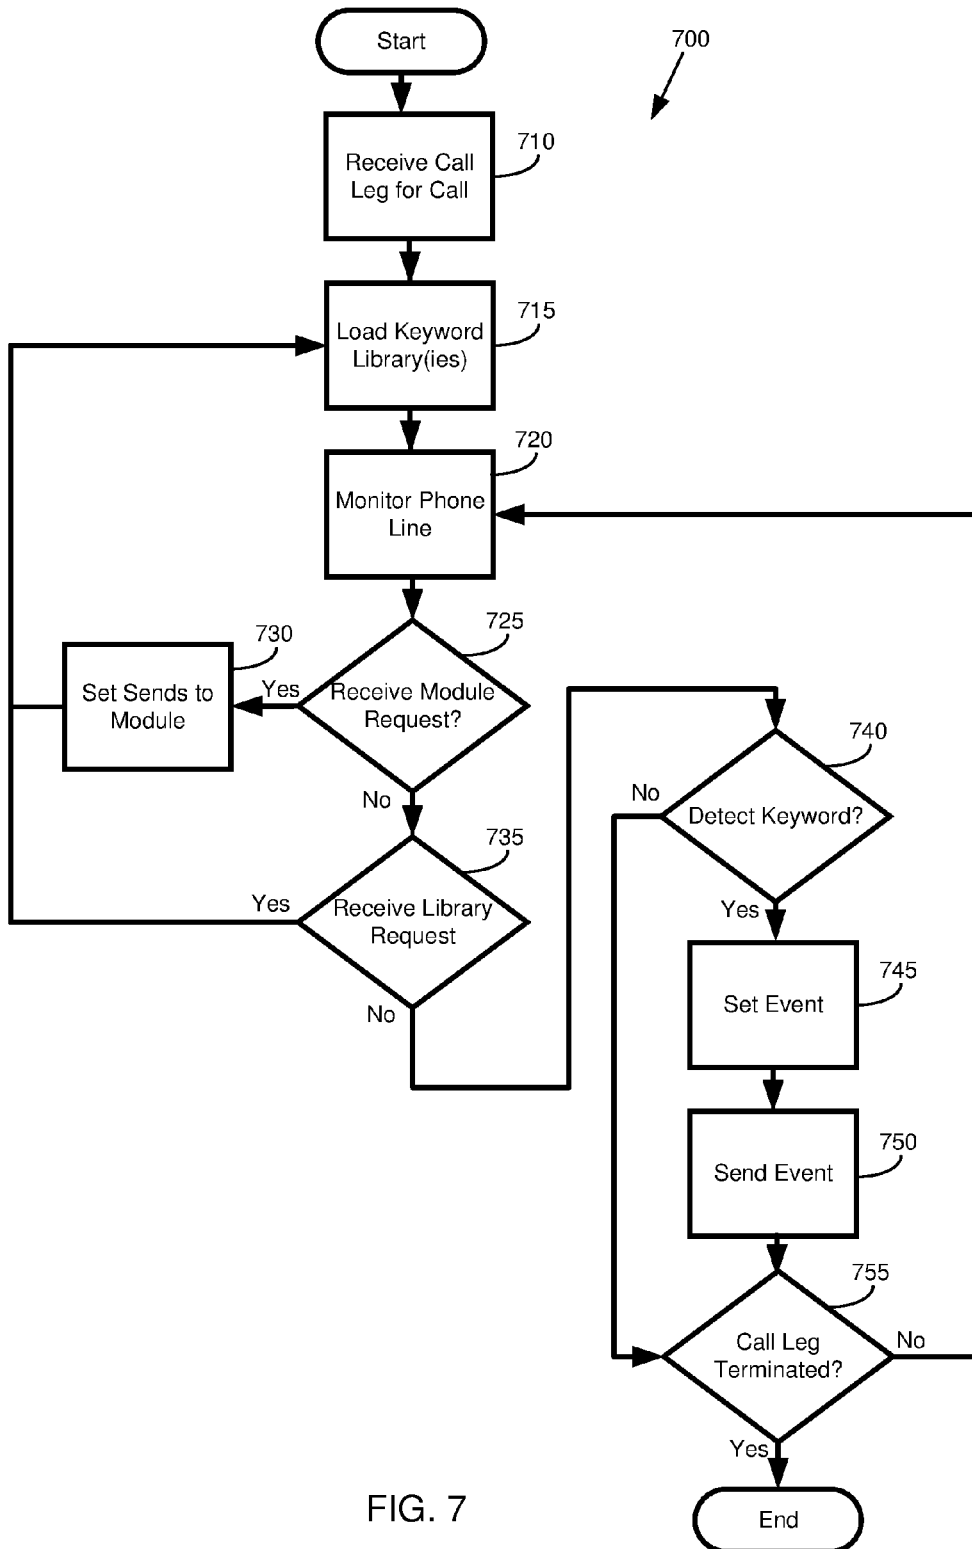 Start
700
710
Receive Call
Leg for Call
715
Load Keyword
Library(ies)
720
Monitor Phone
Line
725
730
Yes
Receive Module
Request?
Set Sends to
Module
No
735
Yes
Receive Library
Request
No
740
No
Detect Keyword?
Yes
745
Set Event
750
Send Event
755
Call Leg
Terminated?
No
Yes
End
FIG. 7